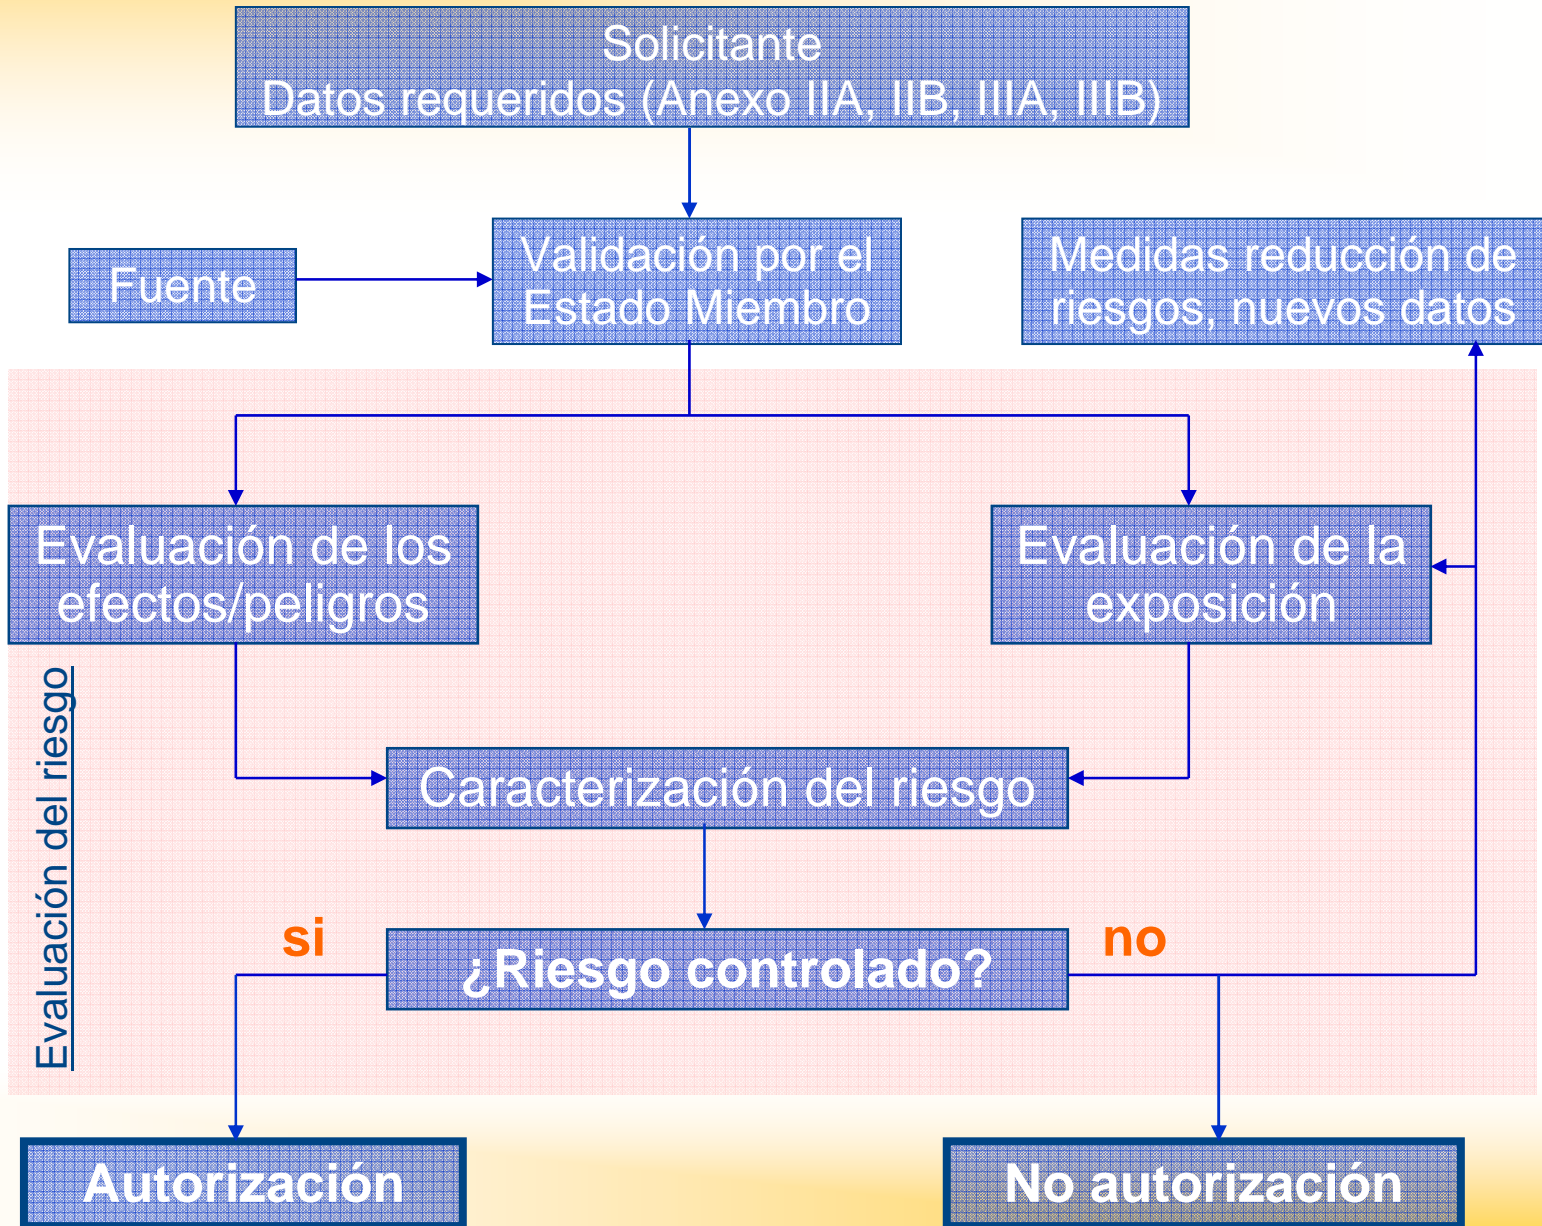 Solicitante
Datos requeridos (Anexo IIA, IIB, IIIA, IIIB)
Fuente
Validación por el
Estado Miembro
Medidas reducción de
riesgos, nuevos datos
Evaluación de los
efectos/peligros
Evaluación de la
exposición
Evaluación del riesgo
Caracterización del riesgo
si
¿Riesgo controlado?
no
Autorización
No autorización